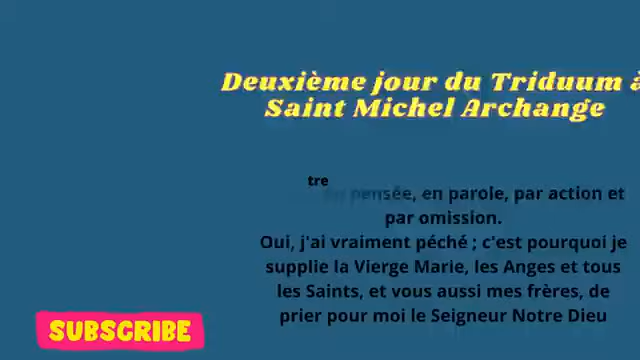 Deuxième jour du Triduum à
Saint Michel Archange
tre
en pensée, en parole, par action et
par omission.
Oui, j'ai vraiment péché ; c'est pourquoi je
supplie la Vierge Marie, les Anges et tous
les Saints, et vous aussi mes frères, de
prier pour moi le Seigneur Notre Dieu
SUBSCRIBE